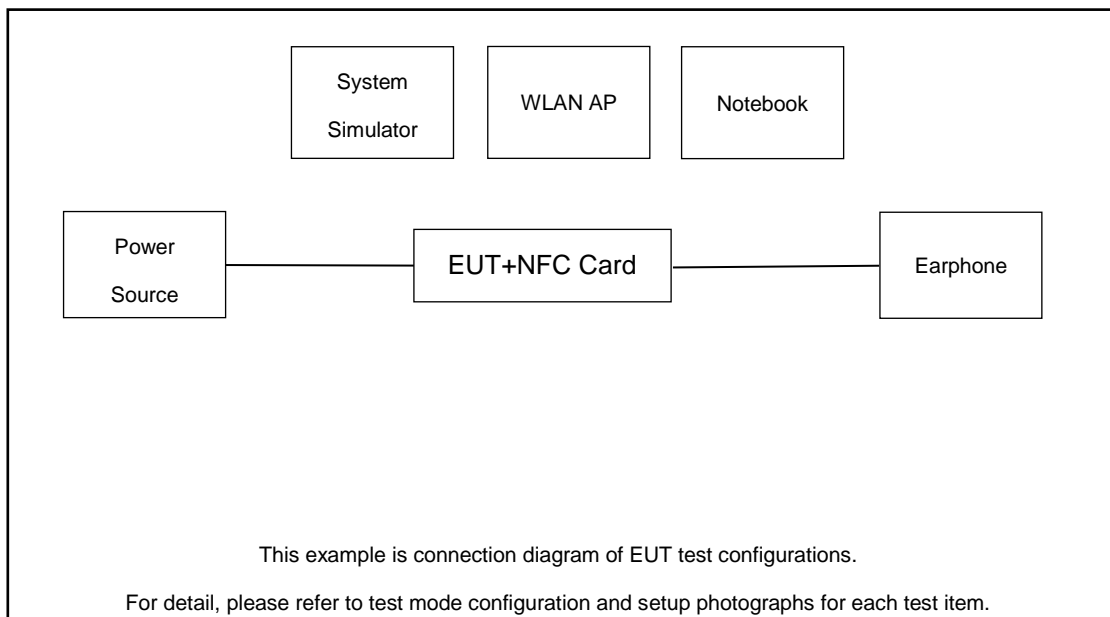 System
Simulator
WLAN AP
Notebook
Power
Source
EUT+NFC Card
Earphone
This example is connection diagram of EUT test configurations.
For detail, please refer to test mode configuration and setup photographs for each test item.